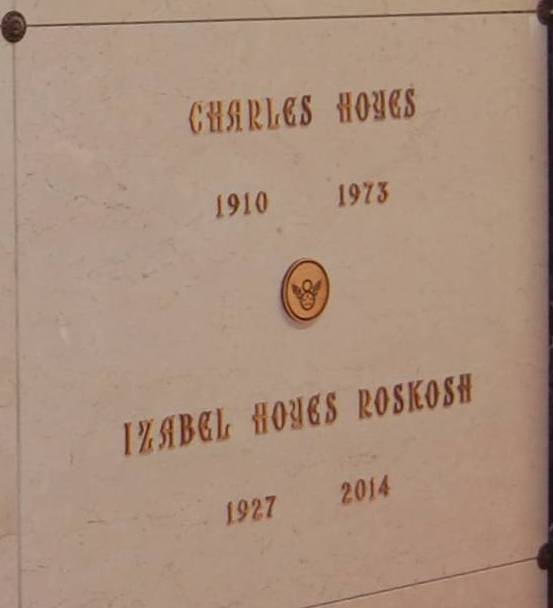 CHARLES HOYES
1910 1973
IZABEL HOYES ROSKOSH
1927 2014